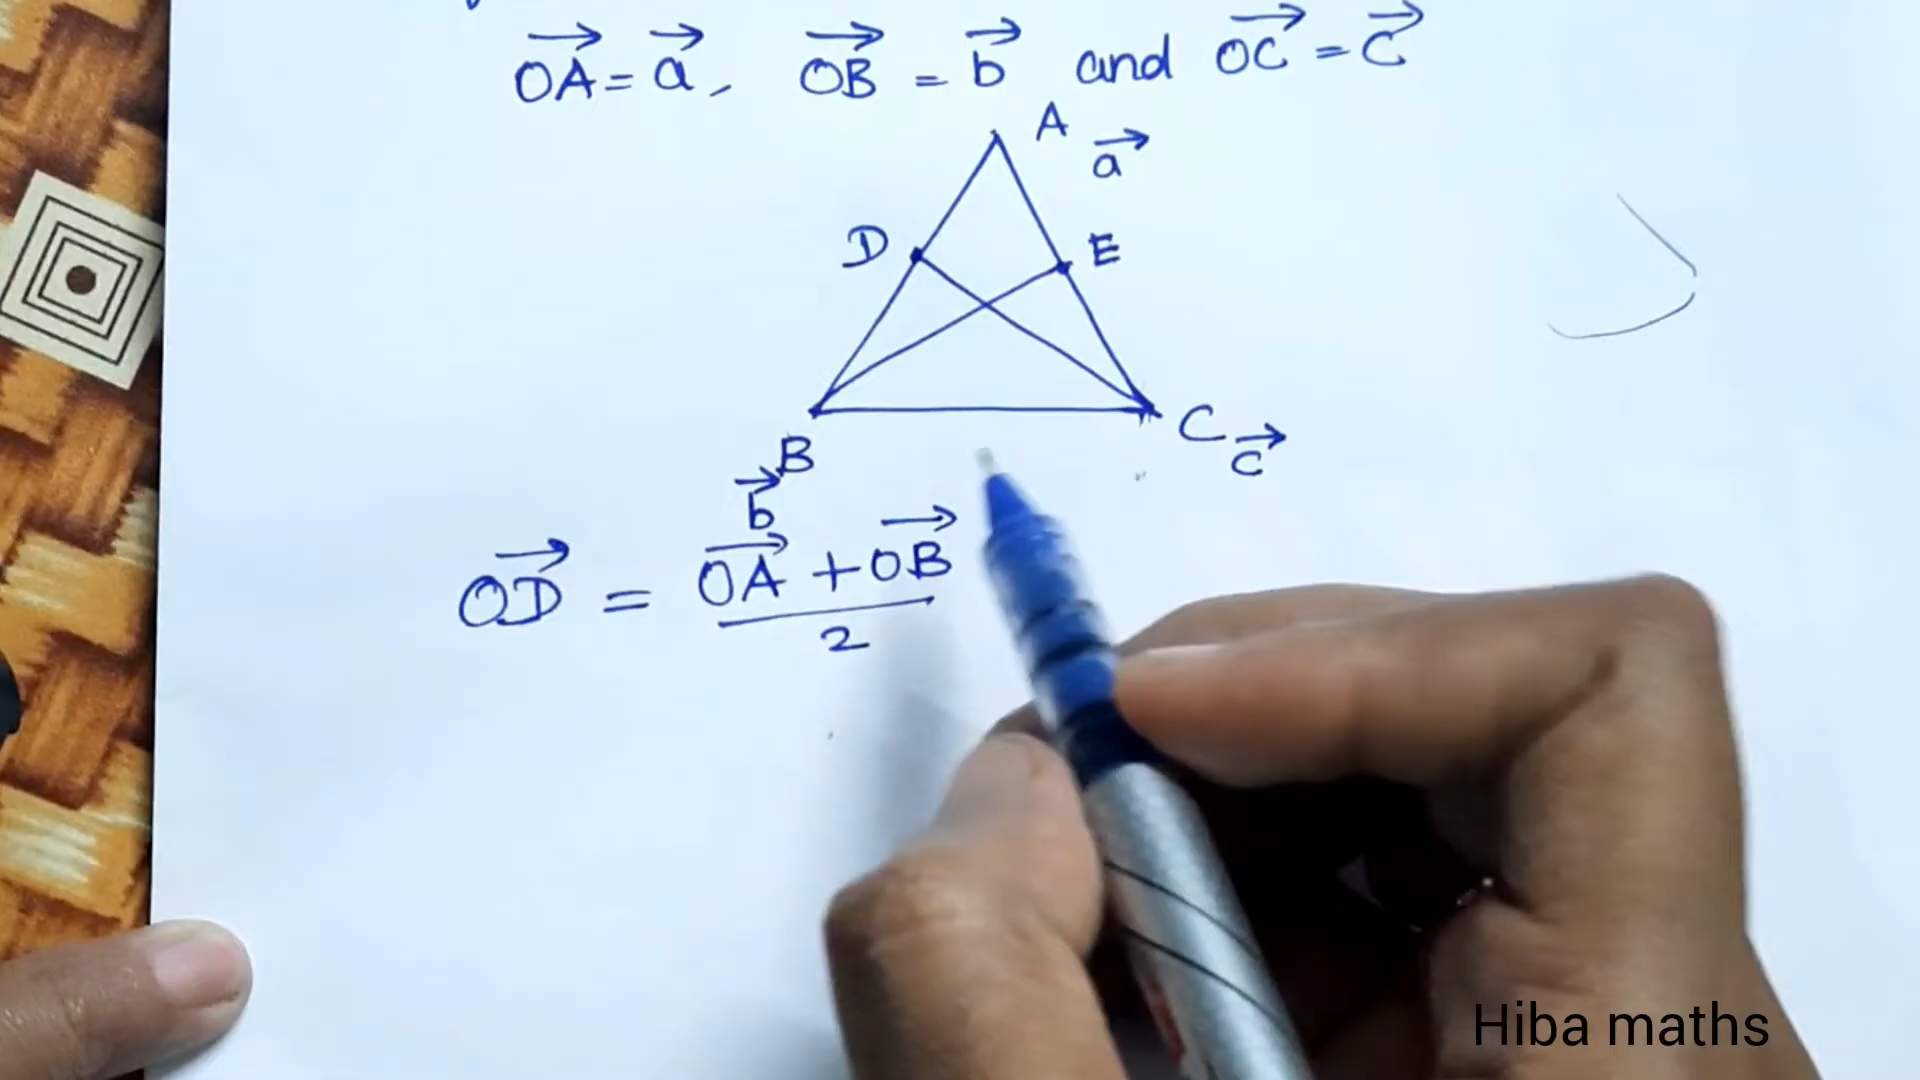 OA = a, OB = b and OC = c
A
a
D
E
B
b
C
c
OD = OA + OB
2
Hiba maths